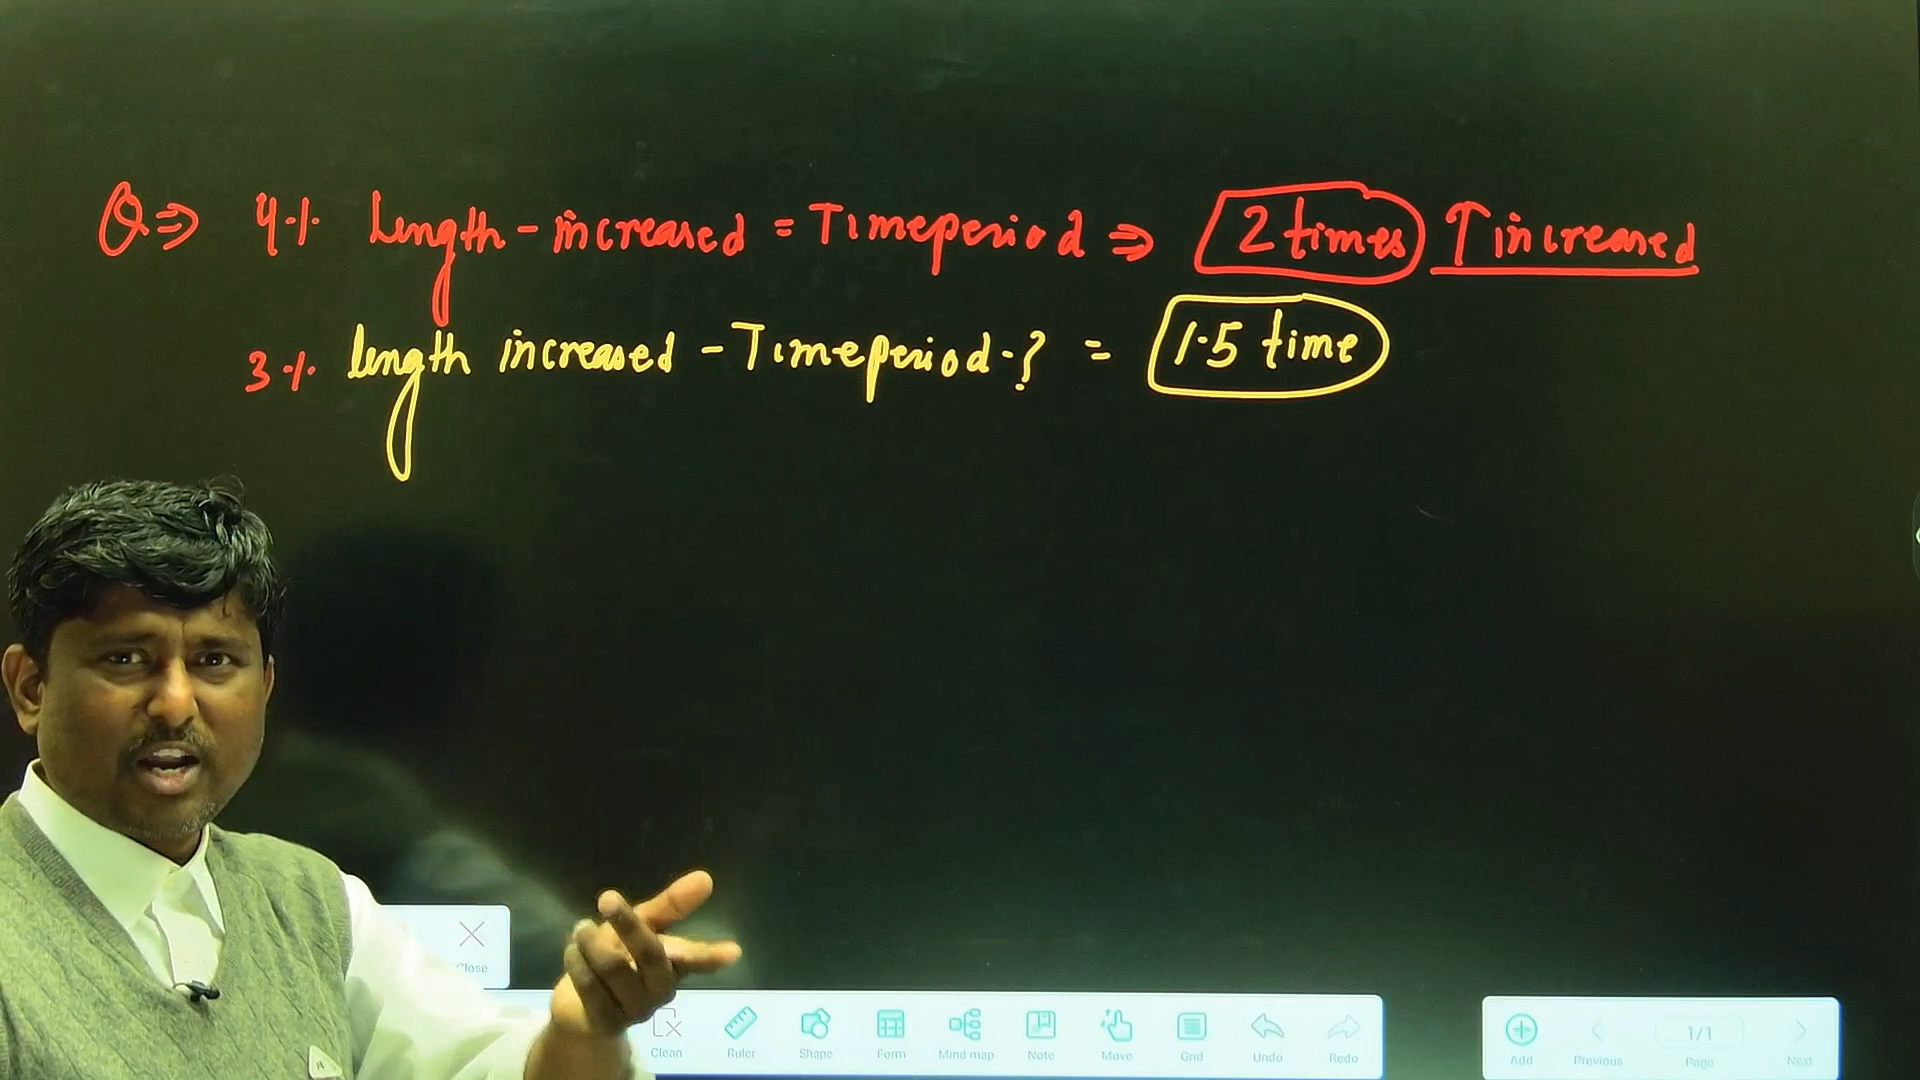 Q⇒ 4·/· length-increased = Timeperiod ⇒ 2 times ↑ increased
3·/· length increased - Timeperiod-? = 1.5 time
Close
Clean Ruler Shape Form Mind map Note Move Grid Undo Redo
Add Previous 1/1 Page Next